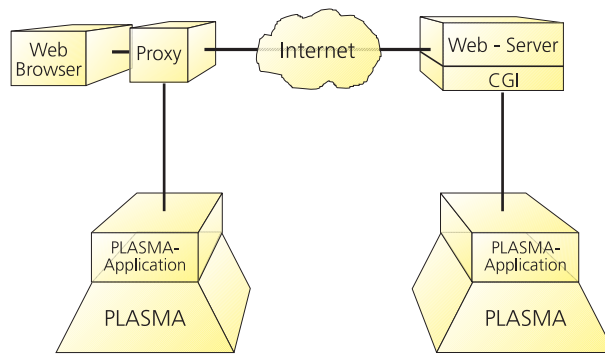 Web
Browser
Proxy
Internet
Web - Server
CGI
PLASMA-
Application
PLASMA
PLASMA-
Application
PLASMA